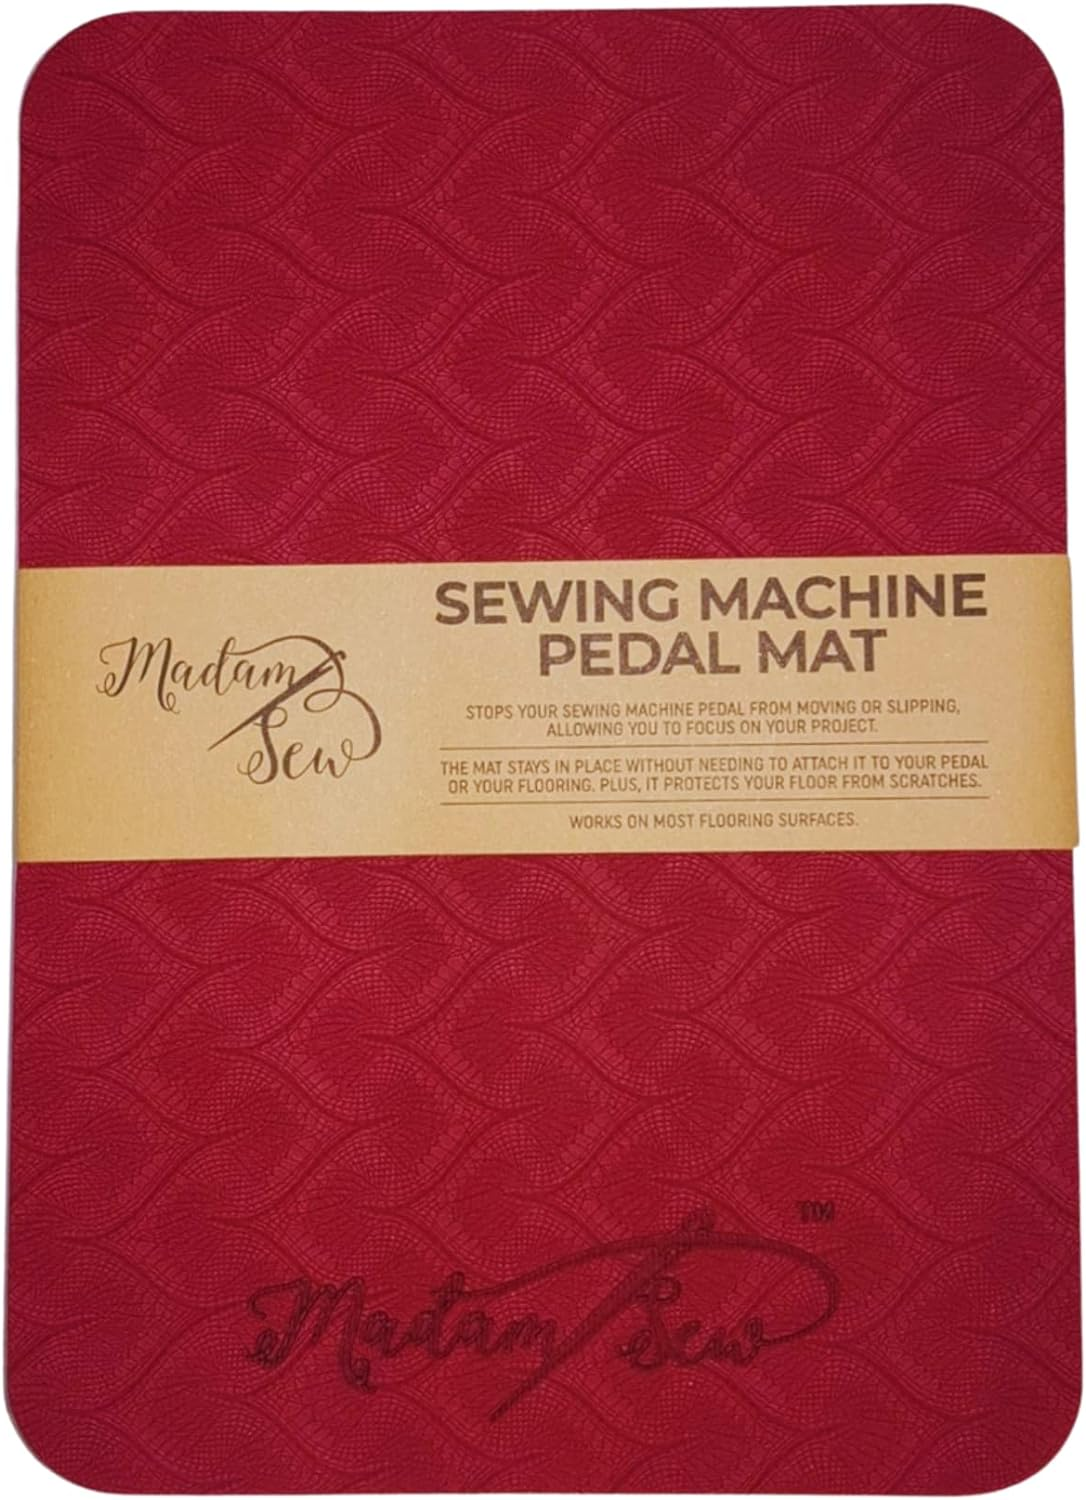 Madam
Sew
SEWING MACHINE
PEDAL MAT
STOPS YOUR SEWING MACHINE PEDAL FROM MOVING OR SLIPPING,
ALLOWING YOU TO FOCUS ON YOUR PROJECT.
THE MAT STAYS IN PLACE WITHOUT NEEDING TO ATTACH IT TO YOUR PEDAL
OR YOUR FLOORING. PLUS, IT PROTECTS YOUR FLOOR FROM SCRATCHES.
WORKS ON MOST FLOORING SURFACES.
Madam Sew TM